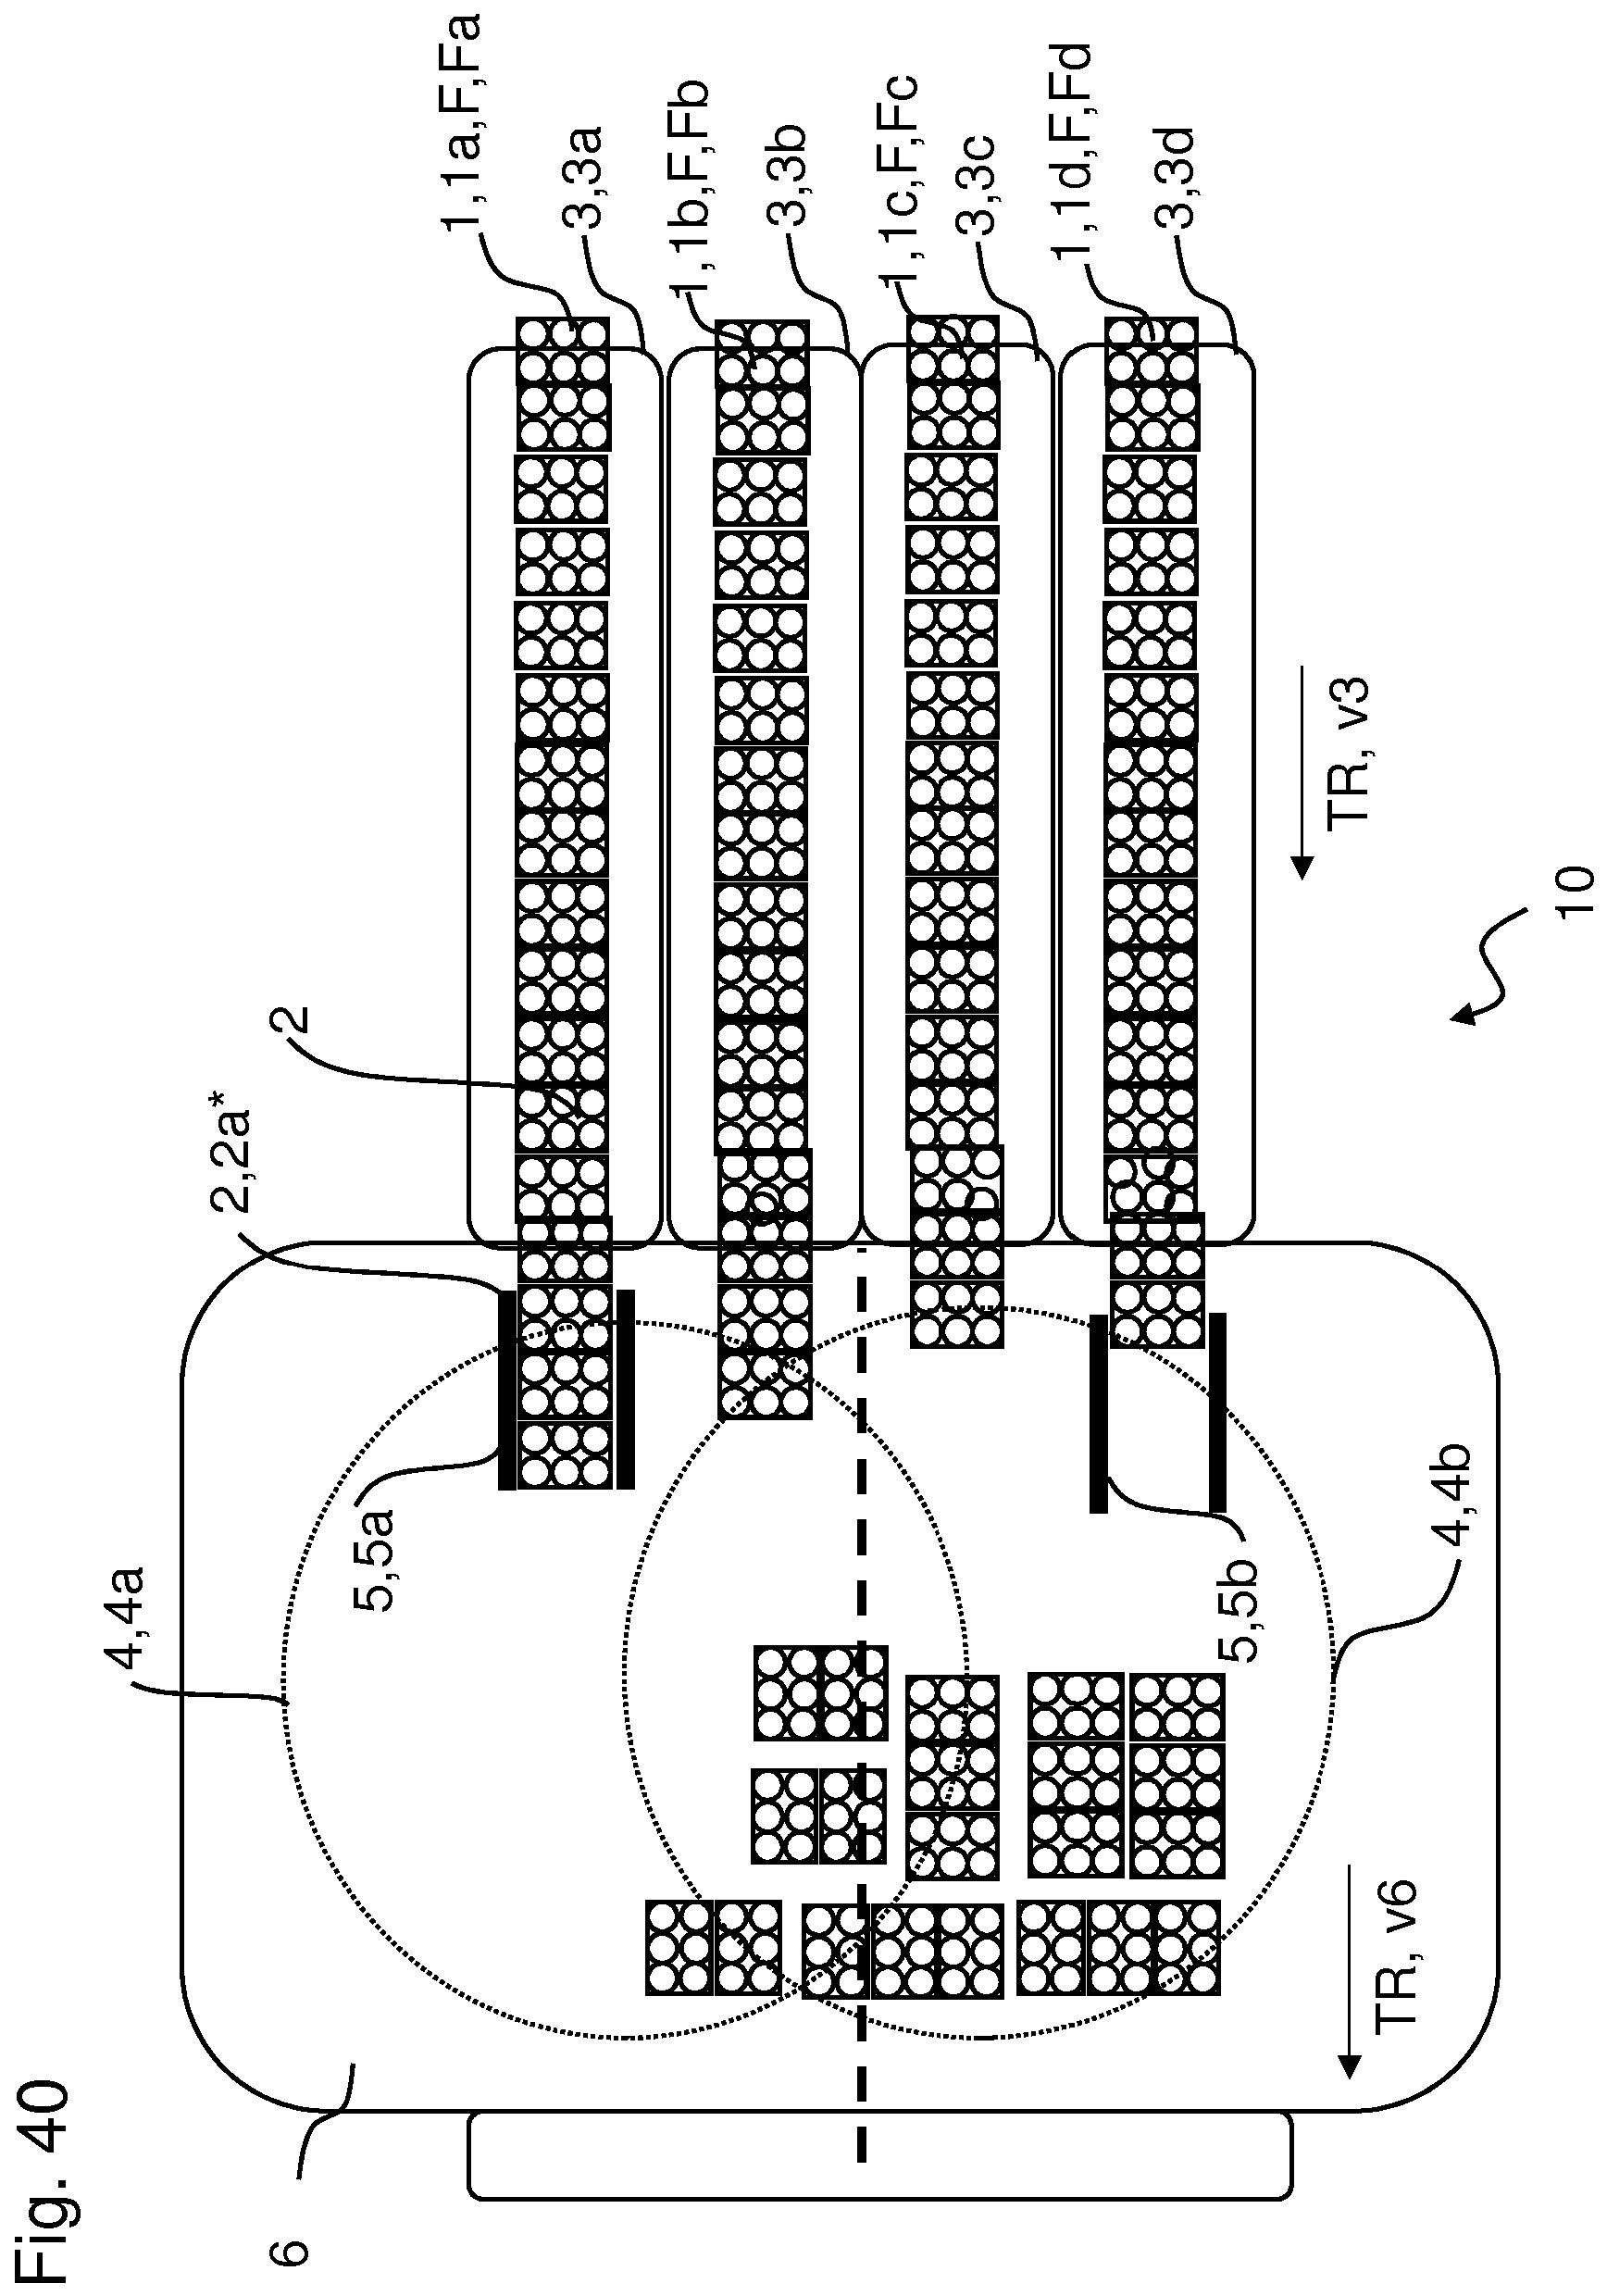 Fig. 40
6
4,4a
5,5a
2,2a*
2
1,1a,F,Fa
3,3a
1,1b,F,Fb
3,3b
1,1c,F,Fc
3,3c
1,1d,F,Fd
3,3d
TR, v3
10
5,5b
4,4b
TR, v6